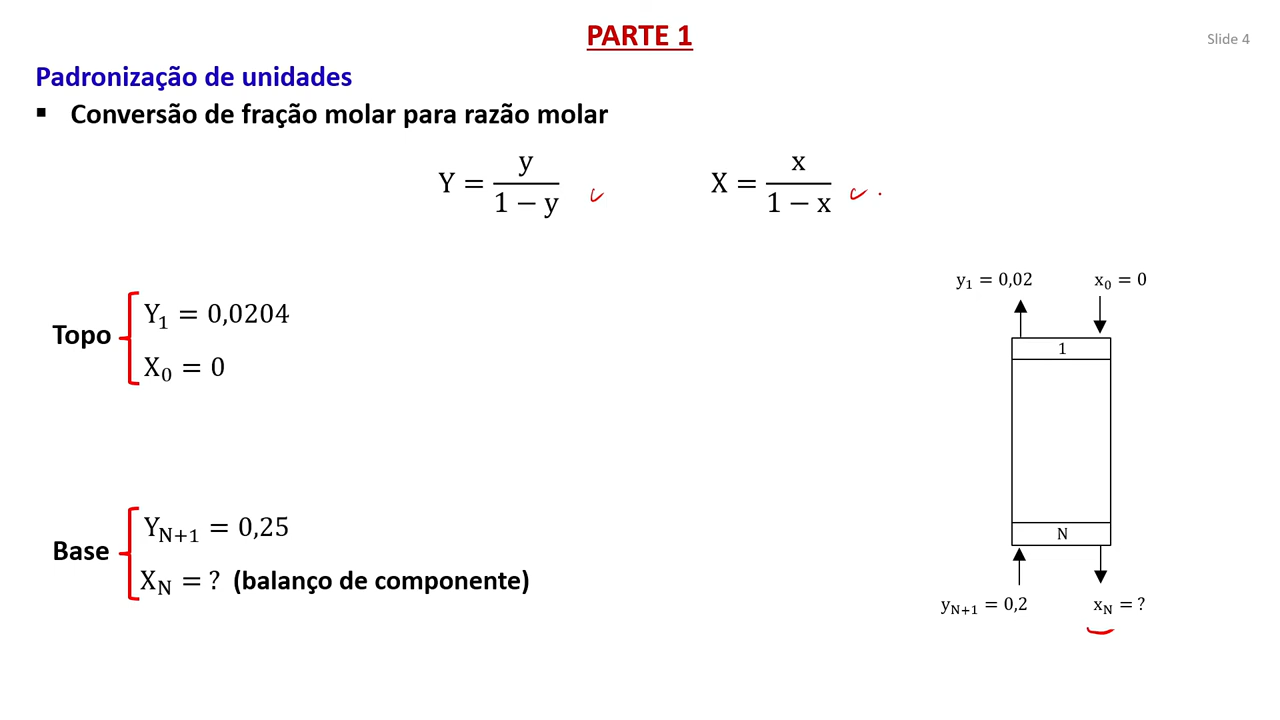 PARTE 1
Slide 4
Padronização de unidades
▪ Conversão de fração molar para razão molar
Y = y / (1 − y)
X = x / (1 − x)
y₁ = 0,02
x₀ = 0
Topo
Y₁ = 0,0204
X₀ = 0
1
Base
Y_{N+1} = 0,25
X_N = ? (balanço de componente)
N
y_{N+1} = 0,2
x_N = ?